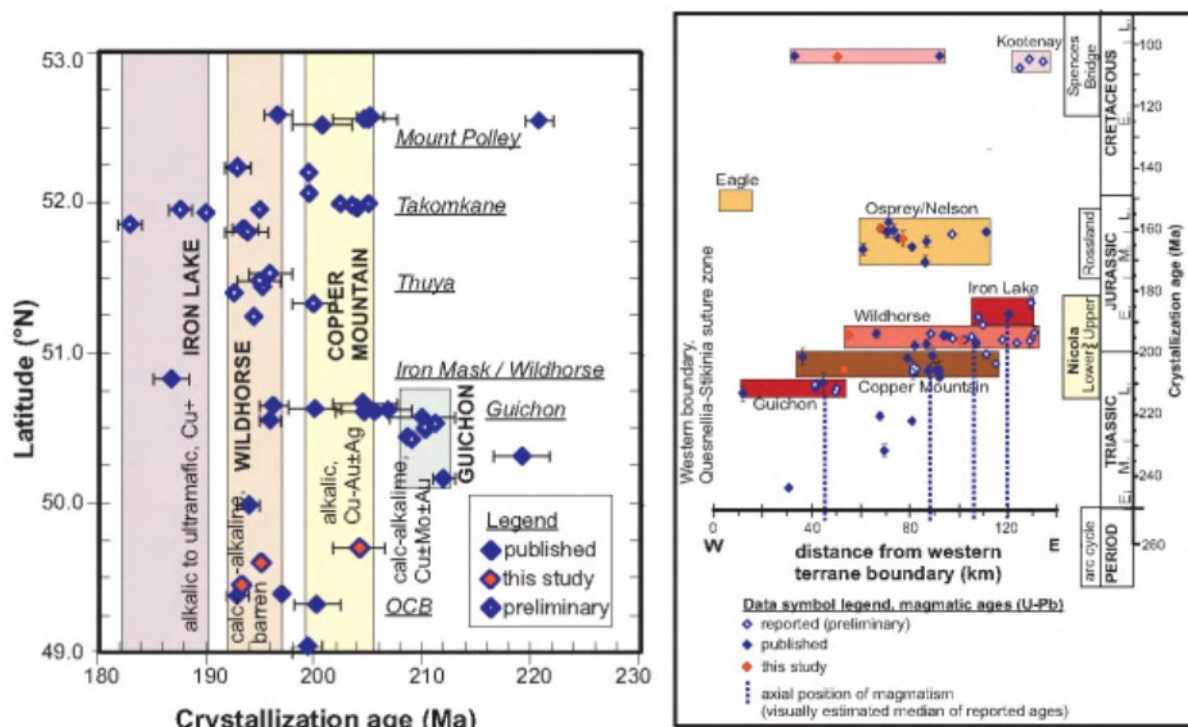 53.0
52.0
51.0
50.0
49.0
Latitude (°N)
180
190
200
210
220
230
Crystallization age (Ma)
alkalic to ultramafic, Cu+
IRON LAKE
calc-alkaline,
barren
WILDHORSE
alkalic,
Cu-Au±Ag
COPPER
MOUNTAIN
calc-alkalime,
Cu±Mo±Au
GUICHON
Mount Polley
Takomkane
Thuya
Iron Mask / Wildhorse
Guichon
OCB
Legend
published
this study
preliminary
Kootenay
Eagle
Osprey/Nelson
Iron Lake
Wildhorse
Copper Mountain
Guichon
Western boundary,
Quesnellia-Stikinia suture zone
0
40
80
120
W
E
distance from western
terrane boundary (km)
Spences
Bridge
Rossland
Nicola
Lower
Upper
arc cycle
CRETACEOUS
L.
E.
JURASSIC
L.
M.
E.
TRIASSIC
L.
M.
E.
PERIOD
100
120
140
160
180
200
220
240
260
Crystallization age (Ma)
Data symbol legend, magmatic ages (U-Pb)
reported (preliminary)
published
this study
axial position of magmatism
(visually estimated median of reported ages)